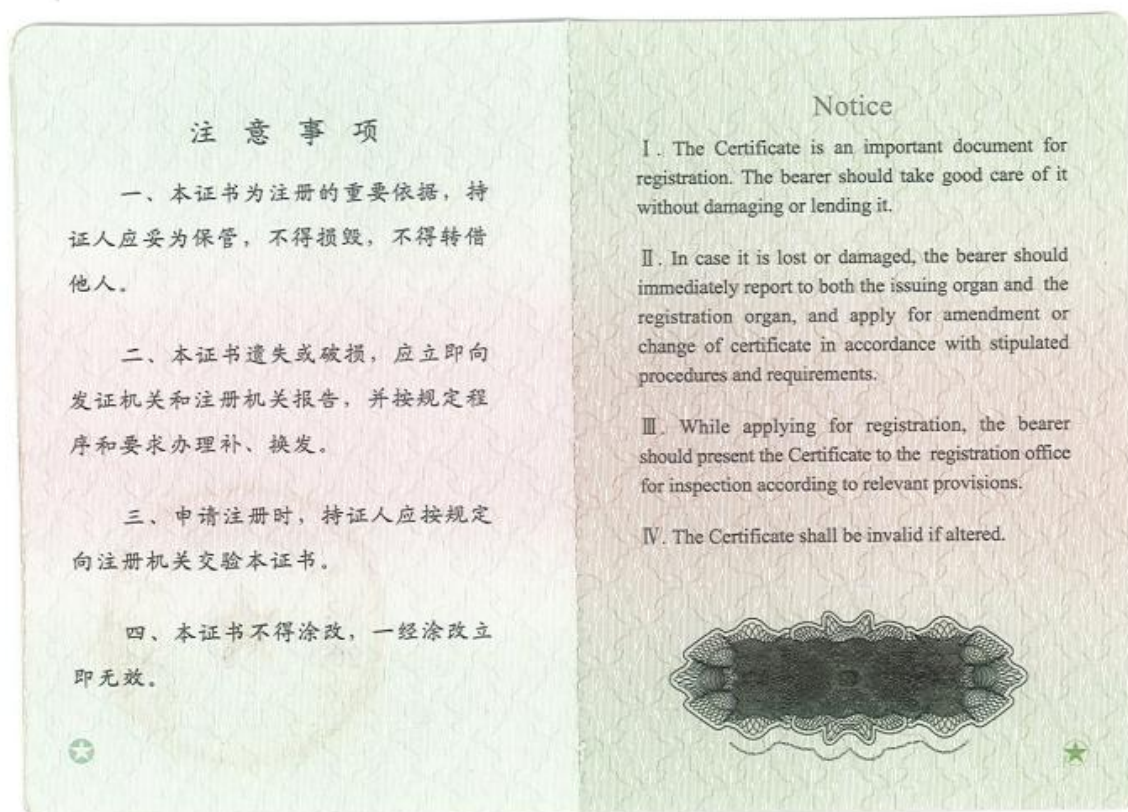 注意事项
一、本证书为注册的重要依据，持
证人应妥为保管，不得损毁，不得转借
他人。
二、本证书遗失或破损，应立即向
发证机关和注册机关报告，并按规定程
序和要求办理补、换发。
三、申请注册时，持证人应按规定
向注册机关交验本证书。
四、本证书不得涂改，一经涂改立
即无效。
Notice
Ⅰ. The Certificate is an important document for
registration. The bearer should take good care of it
without damaging or lending it.
Ⅱ. In case it is lost or damaged, the bearer should
immediately report to both the issuing organ and the
registration organ, and apply for amendment or
change of certificate in accordance with stipulated
procedures and requirements.
Ⅲ. While applying for registration, the bearer
should present the Certificate to the registration office
for inspection according to relevant provisions.
Ⅳ. The Certificate shall be invalid if altered.